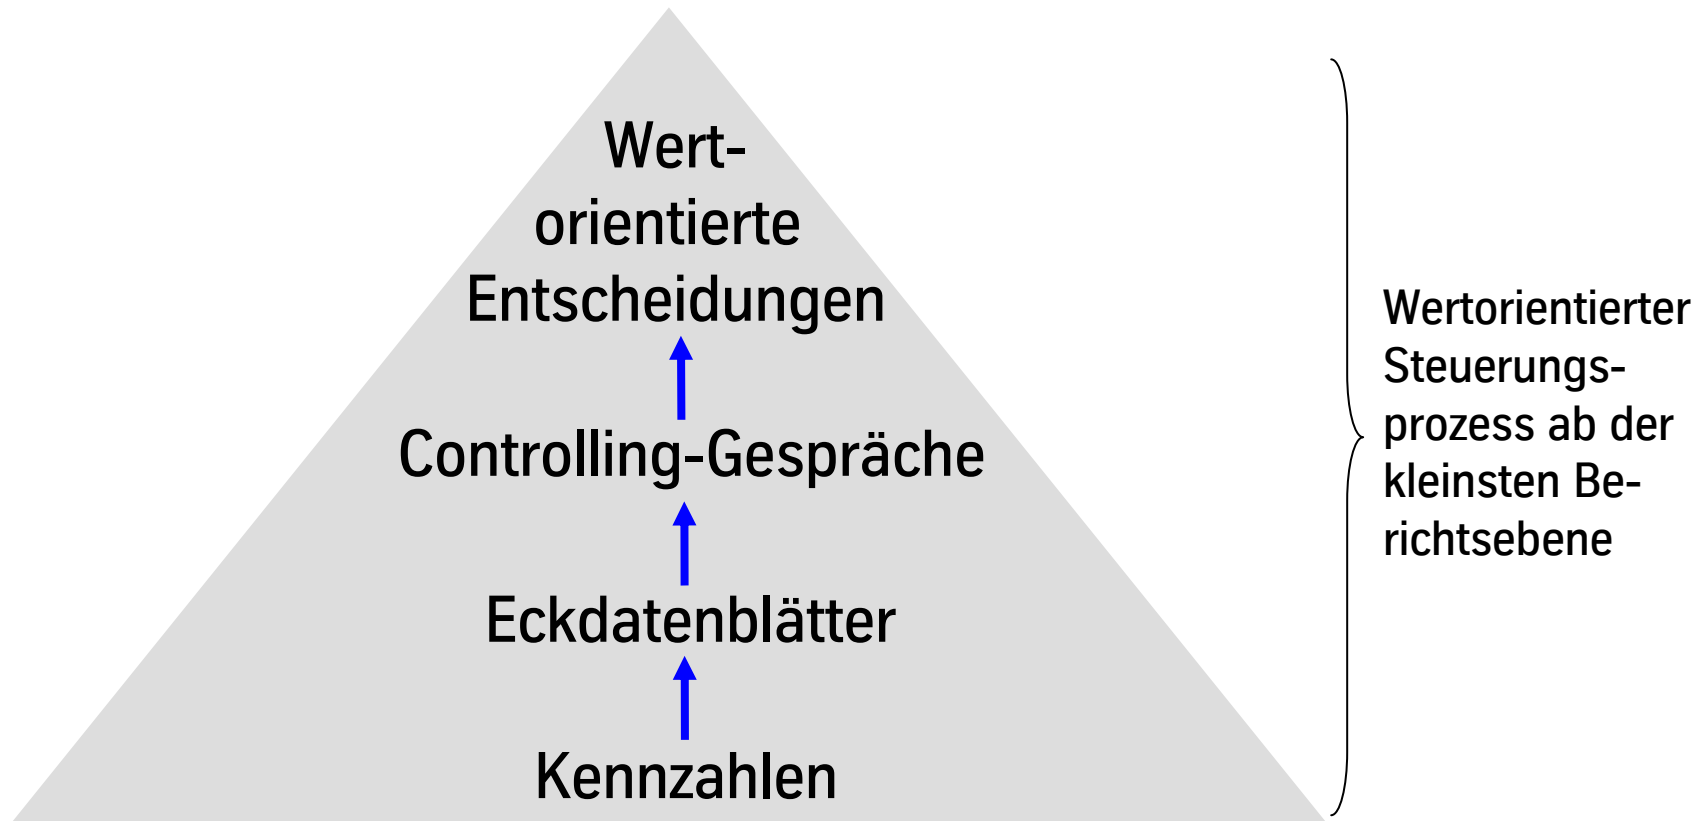 Wert-
orientierte
Entscheidungen
Controlling-Gespräche
Eckdatenblätter
Kennzahlen
Wertorientierter
Steuerungs-
prozess ab der
kleinsten Be-
richtsebene